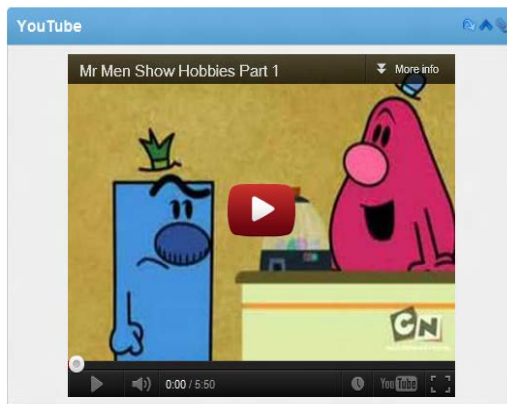 YouTube
Mr Men Show Hobbies Part 1
More info
CN
0:00 / 5:50
YouTube